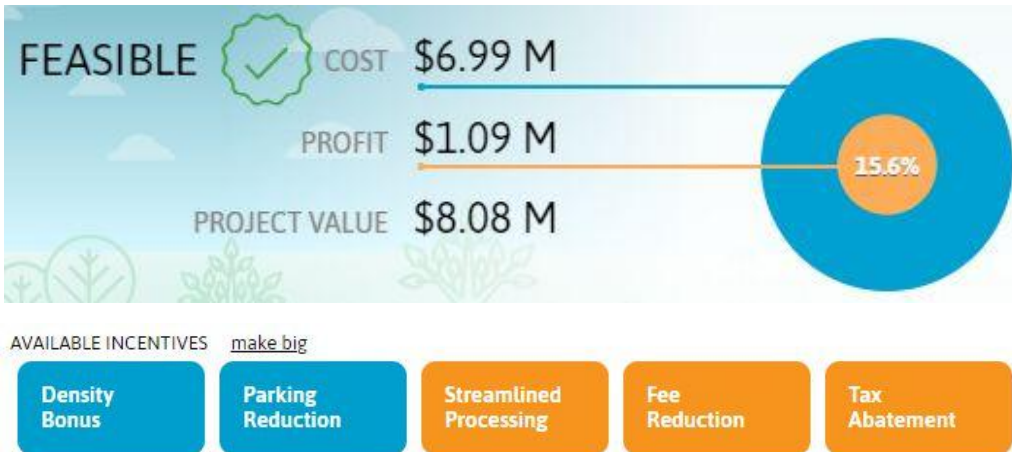 FEASIBLE COST $6.99 M
PROFIT $1.09 M
15.6%
PROJECT VALUE $8.08 M
AVAILABLE INCENTIVES make big
Density
Bonus
Parking
Reduction
Streamlined
Processing
Fee
Reduction
Tax
Abatement